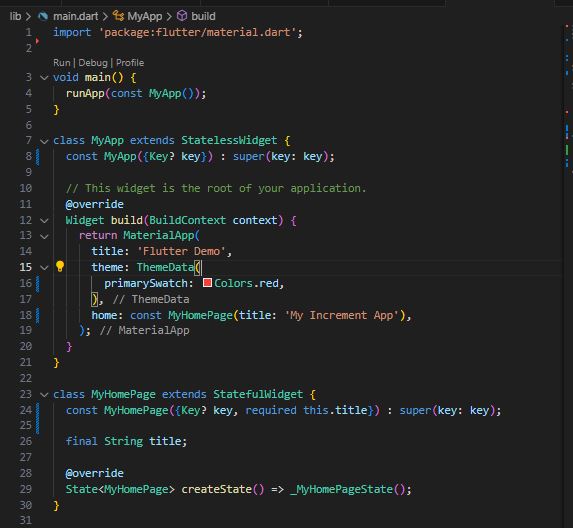 lib > main.dart > MyApp > build
1 import 'package:flutter/material.dart';
2
Run | Debug | Profile
3 void main() {
4   runApp(const MyApp());
5 }
6
7 class MyApp extends StatelessWidget {
8   const MyApp({Key? key}) : super(key: key);
9
10   // This widget is the root of your application.
11   @override
12   Widget build(BuildContext context) {
13     return MaterialApp(
14       title: 'Flutter Demo',
15       theme: ThemeData(
16         primarySwatch: Colors.red,
17       ), // ThemeData
18       home: const MyHomePage(title: 'My Increment App'),
19     ); // MaterialApp
20   }
21 }
22
23 class MyHomePage extends StatefulWidget {
24   const MyHomePage({Key? key, required this.title}) : super(key: key);
25
26   final String title;
27
28   @override
29   State<MyHomePage> createState() => _MyHomePageState();
30 }
31